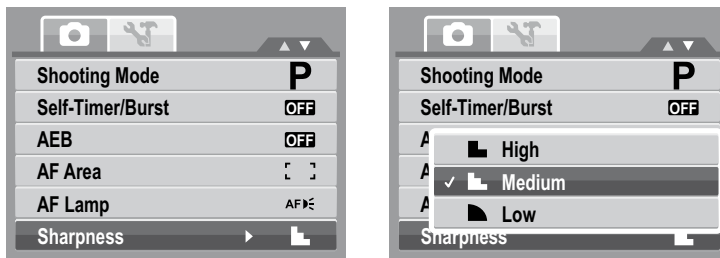 Shooting Mode P
Self-Timer/Burst OFF
AEB OFF
AF Area
AF Lamp AF
Sharpness
Shooting Mode P
Self-Timer/Burst OFF
A
High
A
Medium
A
Low
Sharpness